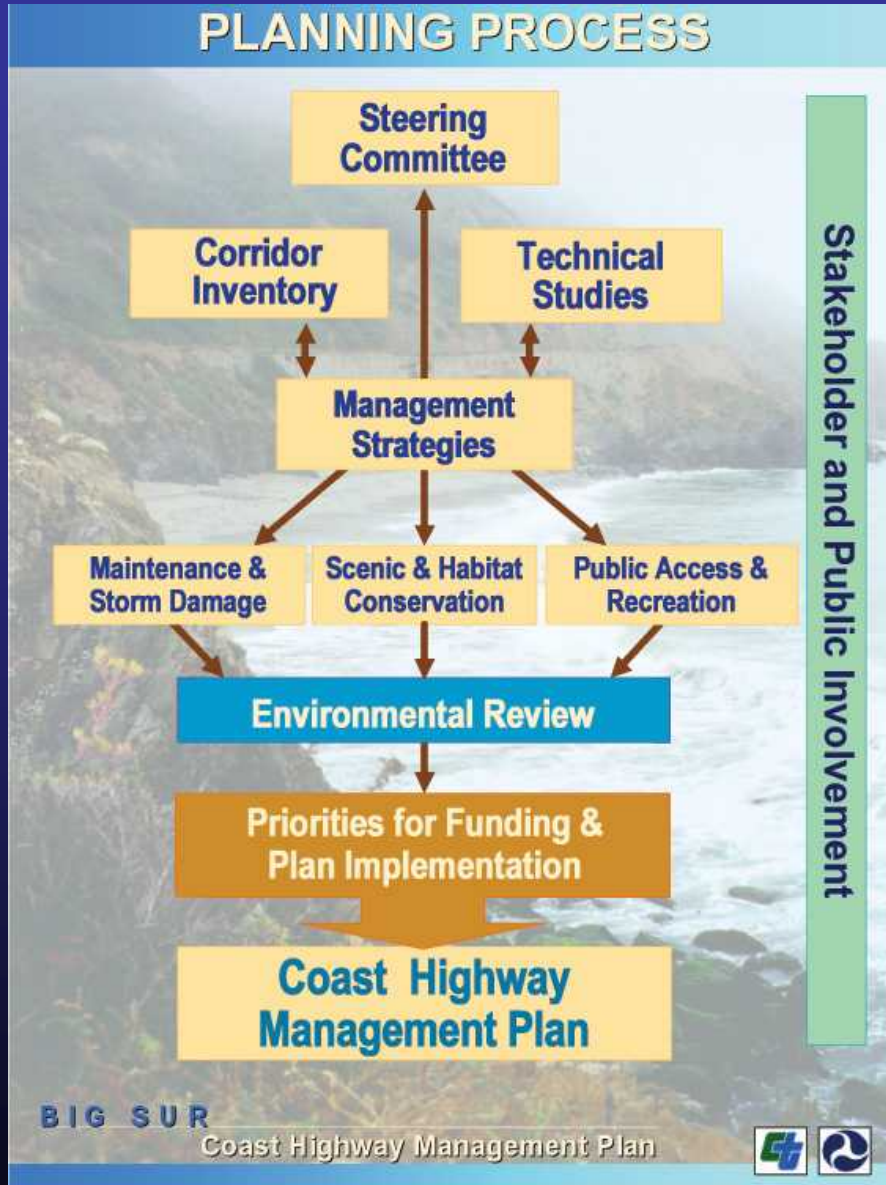 PLANNING PROCESS
Steering
Committee
Corridor
Inventory
Technical
Studies
Management
Strategies
Maintenance &
Storm Damage
Scenic & Habitat
Conservation
Public Access &
Recreation
Environmental Review
Priorities for Funding &
Plan Implementation
Coast Highway
Management Plan
Stakeholder and Public Involvement
BIG SUR
Coast Highway Management Plan
Ct